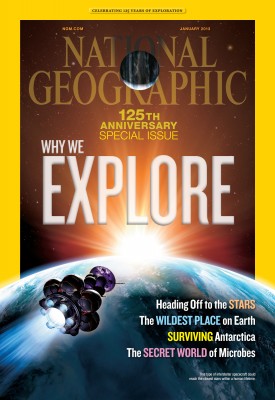 CELEBRATING 125 YEARS OF EXPLORATION
NGM.COM
JANUARY 2013
NATIONAL
GEOGRAPHIC
125TH
ANNIVERSARY
SPECIAL ISSUE
WHY WE
EXPLORE
Heading Off to the STARS
The WILDEST PLACE on Earth
SURVIVING Antarctica
The SECRET WORLD of Microbes